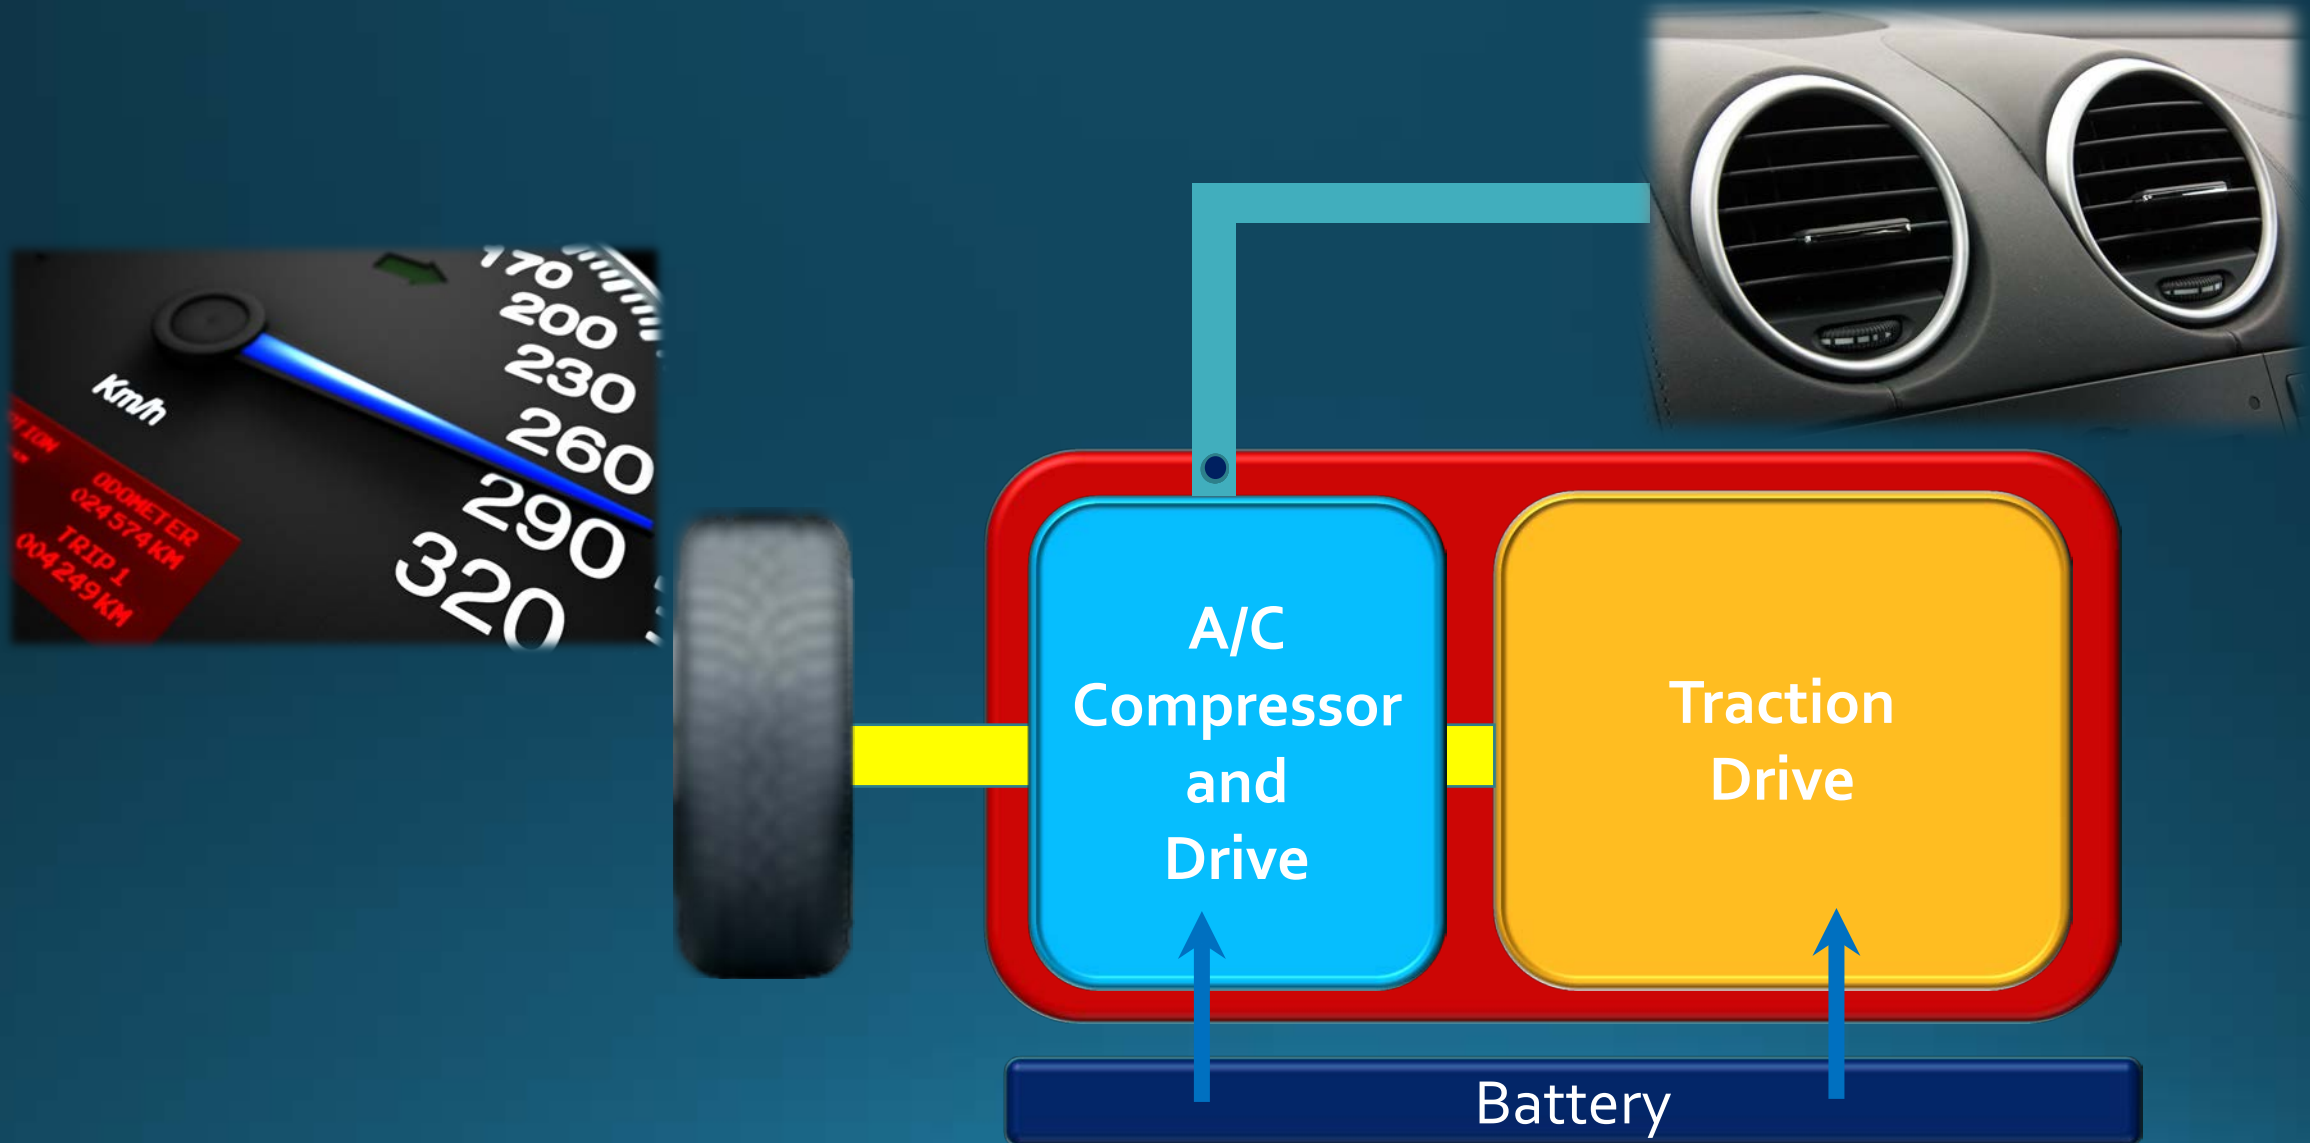 170
200
230
260
290
320
Km/h
ODOMETER
024574KM
TRIP 1
004249KM
A/C
Compressor
and
Drive
Traction
Drive
Battery